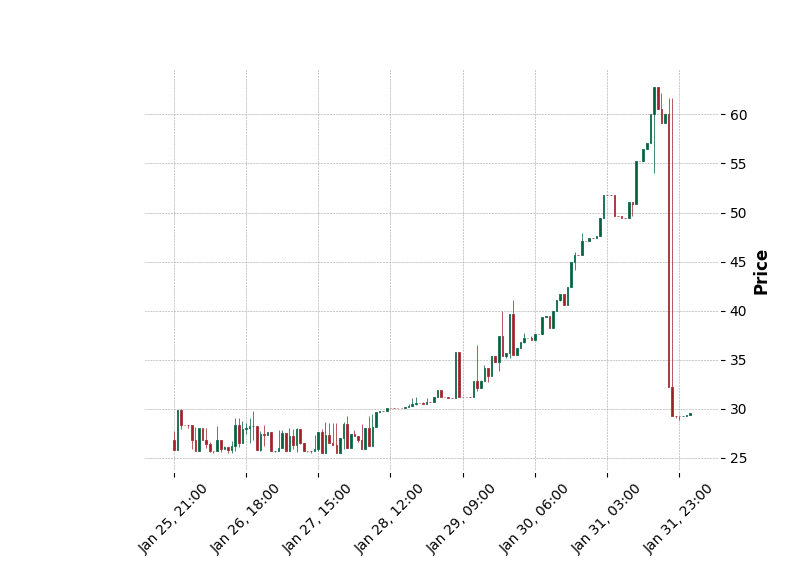 60
55
50
45
40
35
30
25
Price
Jan 25, 21:00
Jan 26, 18:00
Jan 27, 15:00
Jan 28, 12:00
Jan 29, 09:00
Jan 30, 06:00
Jan 31, 03:00
Jan 31, 23:00